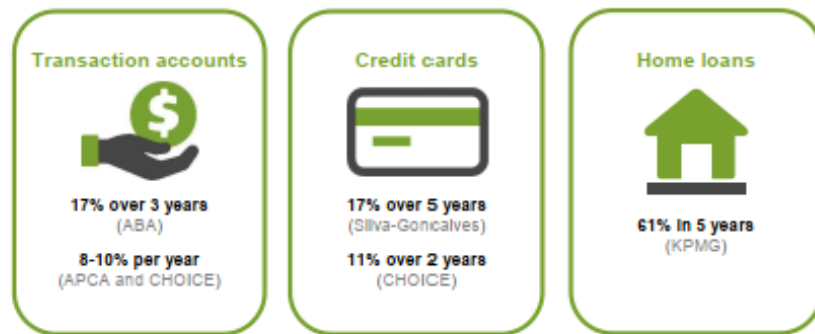 Transaction accounts
$
17% over 3 years
(ABA)
8-10% per year
(APCA and CHOICE)
Credit cards
17% over 5 years
(Silva-Goncalves)
11% over 2 years
(CHOICE)
Home loans
61% in 5 years
(KPMG)